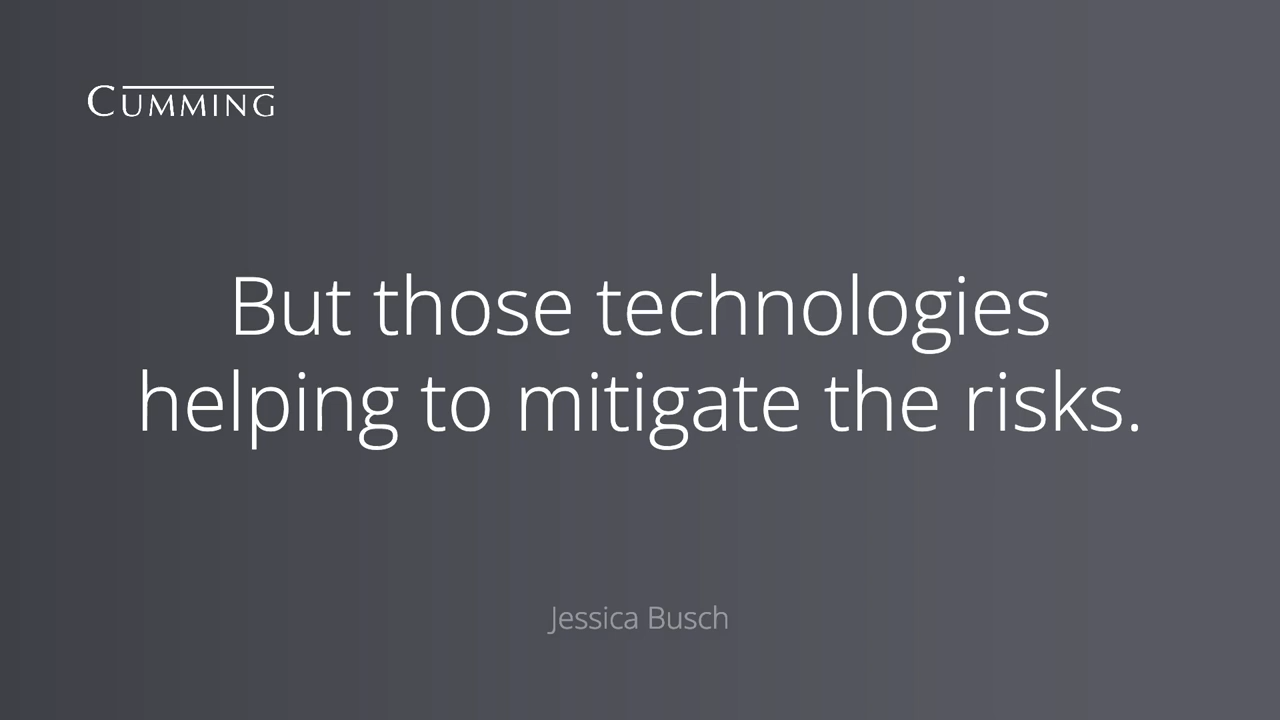 CUMMING
But those technologies
helping to mitigate the risks.
Jessica Busch